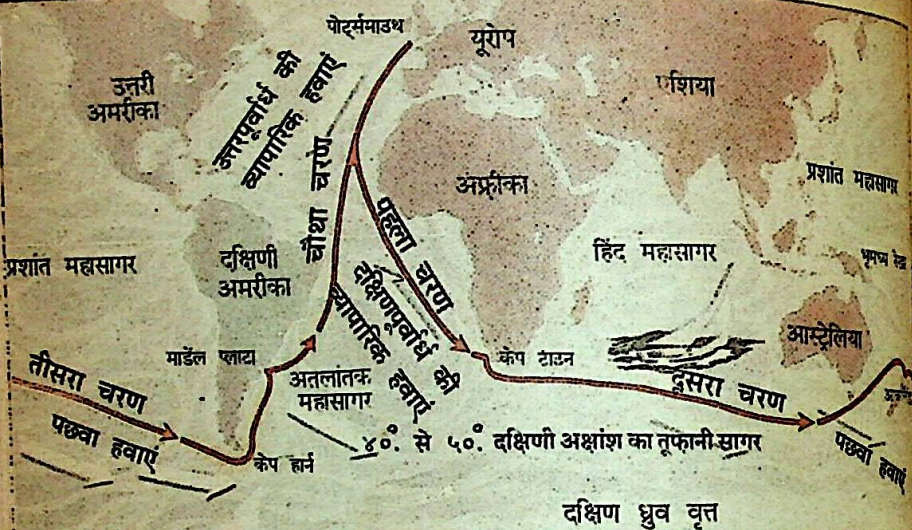 पोर्ट्समाउथ
यूरोप
उत्तरी
अमरीका
उत्तरपूर्वार्ध की
व्यापारिक हवाएं
एशिया
चौथा चरण
अफ्रीका
प्रशांत महासागर
पहला चरण
प्रशांत महासागर
दक्षिणी
अमरीका
हिंद महासागर
दक्षिणपूर्वार्ध की
व्यापारिक हवाएं
आस्ट्रेलिया
मार्डेल प्लाटा
केप टाउन
तीसरा चरण
अतलांतक
महासागर
दूसरा चरण
पछवा हवाएं
४०° से ५०° दक्षिणी अक्षांश का तूफानी सागर
पछवा हवाएं
केप हार्न
दक्षिण ध्रुव वृत्त